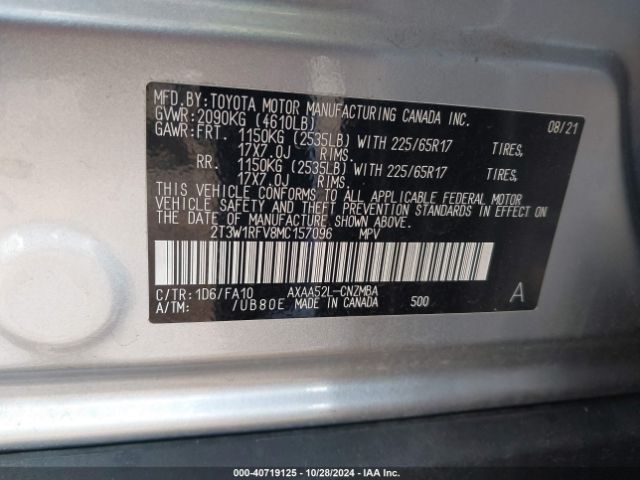 MFD.BY:TOYOTA MOTOR MANUFACTURING CANADA INC. 08/21
GVWR:2090KG (4610LB)
GAWR:FRT. 1150KG (2535LB) WITH 225/65R17 TIRES,
17X7.0J RIMS.
RR. 1150KG (2535LB) WITH 225/65R17 TIRES,
17X7.0J RIMS.
THIS VEHICLE CONFORMS TO ALL APPLICABLE FEDERAL MOTOR
VEHICLE SAFETY AND THEFT PREVENTION STANDARDS IN EFFECT
ON THE DATE OF MANUFACTURE SHOWN ABOVE.
2T3W1RFV8MC157096 MPV
C/TR:1D6/FA10 AXAA52L-CNZMBA
A/TM: /UB80E MADE IN CANADA 500 A
000-40719125 | 10/28/2024 | IAA Inc.